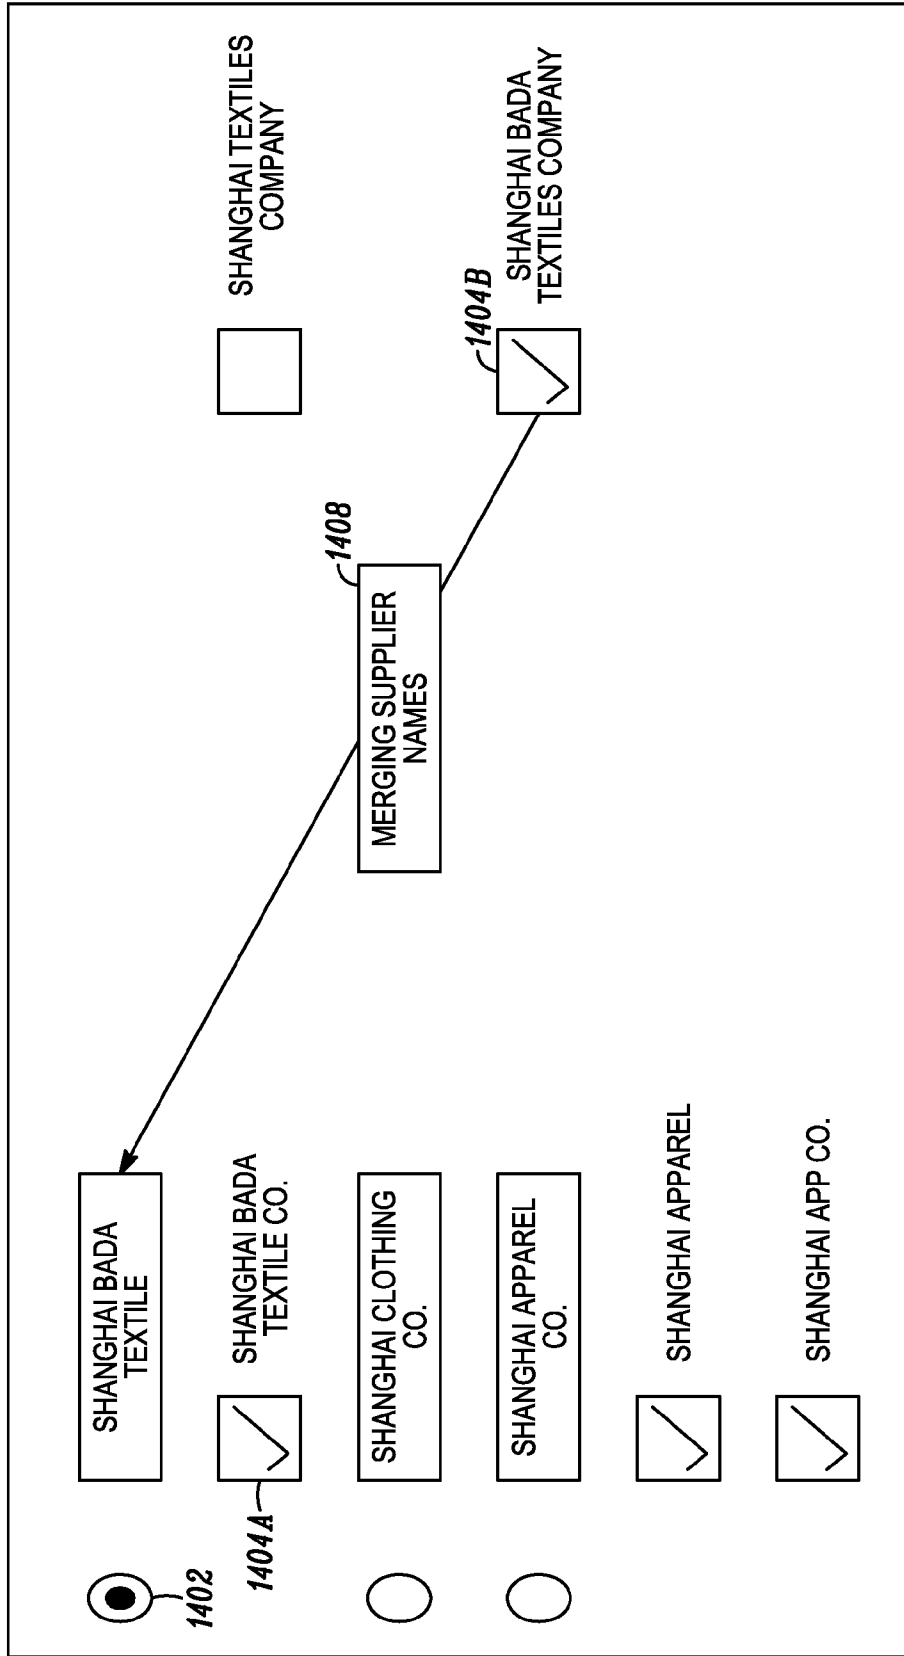 SHANGHAI BADA
TEXTILE
1402
SHANGHAI BADA
TEXTILE CO.
1404A
SHANGHAI TEXTILES
COMPANY
SHANGHAI CLOTHING
CO.
MERGING SUPPLIER
NAMES
1408
SHANGHAI APPAREL
CO.
SHANGHAI BADA
TEXTILES COMPANY
1404B
SHANGHAI APPAREL
SHANGHAI APP CO.